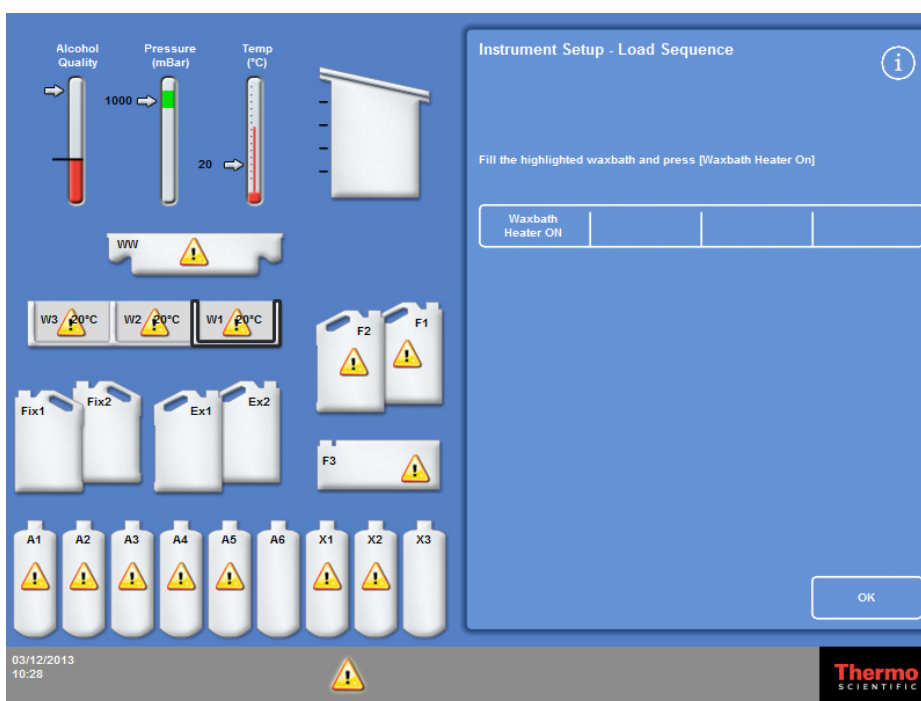 Alcohol
Quality
Pressure
(mBar)
Temp
(°C)
1000
20
WW
W3 20°C
W2 20°C
W1 20°C
F2
F1
Fix1
Fix2
Ex1
Ex2
F3
A1
A2
A3
A4
A5
A6
X1
X2
X3
Instrument Setup - Load Sequence
i
Fill the highlighted waxbath and press [Waxbath Heater On]
Waxbath
Heater ON
OK
03/12/2013
10:28
Thermo
SCIENTIFIC